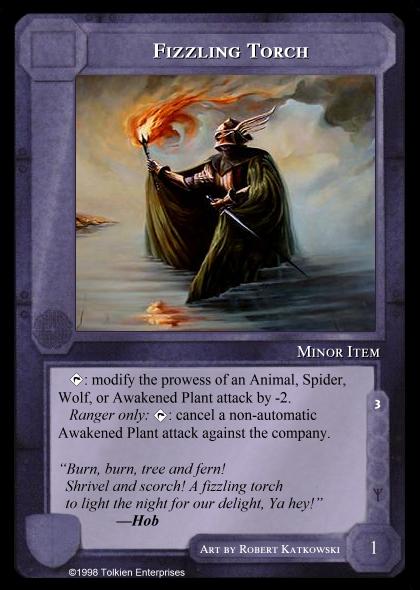 Fizzling Torch
Minor Item
: modify the prowess of an Animal, Spider,
Wolf, or Awakened Plant attack by -2.
Ranger only: : cancel a non-automatic
Awakened Plant attack against the company.
3
“Burn, burn, tree and fern!
Shrivel and scorch! A fizzling torch
to light the night for our delight, Ya hey!”
—Hob
Art by Robert Katkowski
1
©1998 Tolkien Enterprises